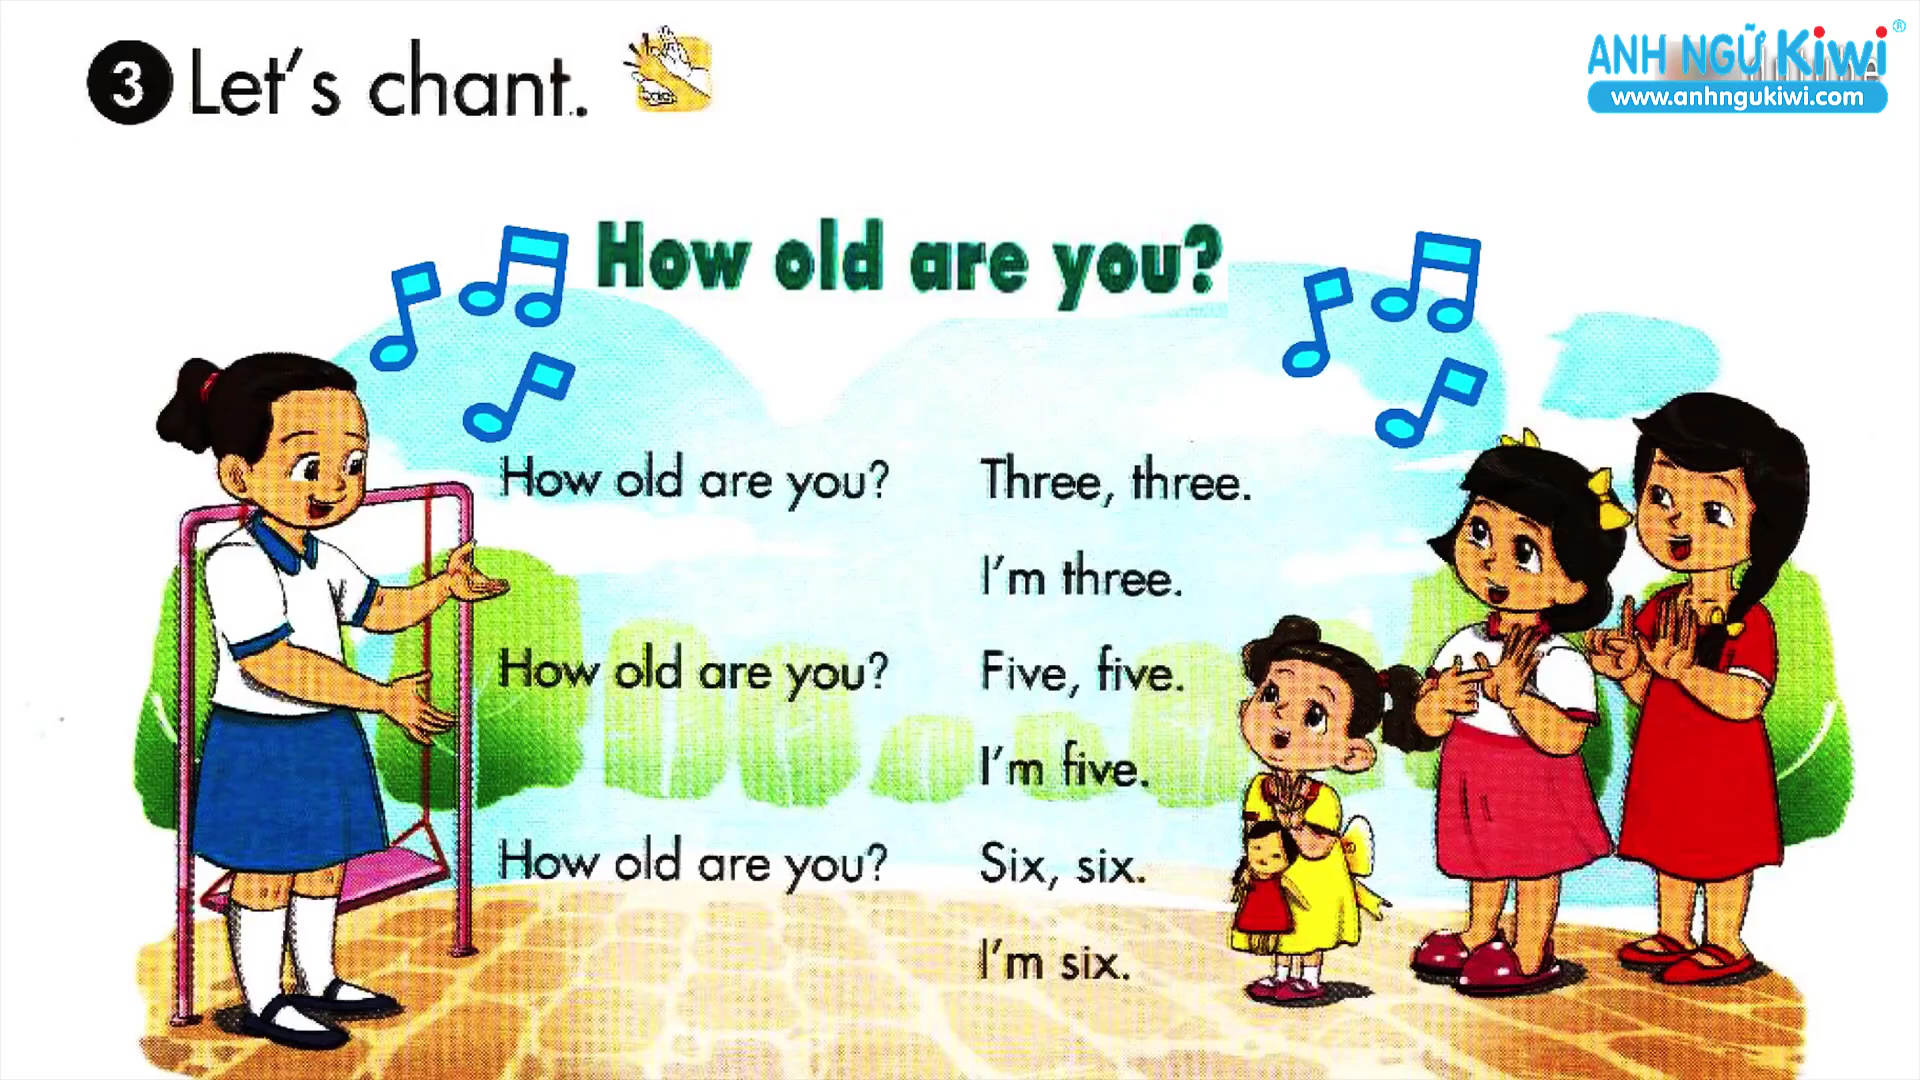 3 Let's chant.
ANH NGỮ Kiwi®
www.anhngukiwi.com
How old are you?
How old are you? Three, three.
I'm three.
How old are you? Five, five.
I'm five.
How old are you? Six, six.
I'm six.